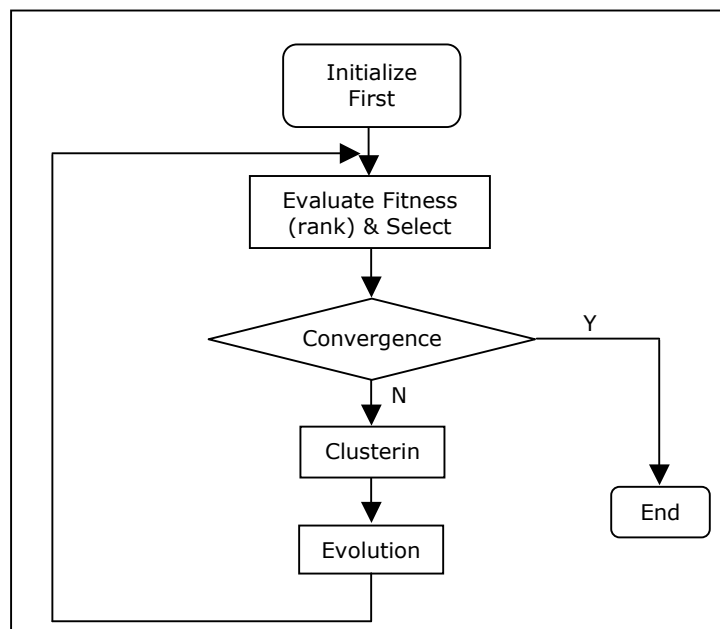 Initialize
First
Evaluate Fitness
(rank) & Select
Convergence
Y
N
Clusterin
End
Evolution